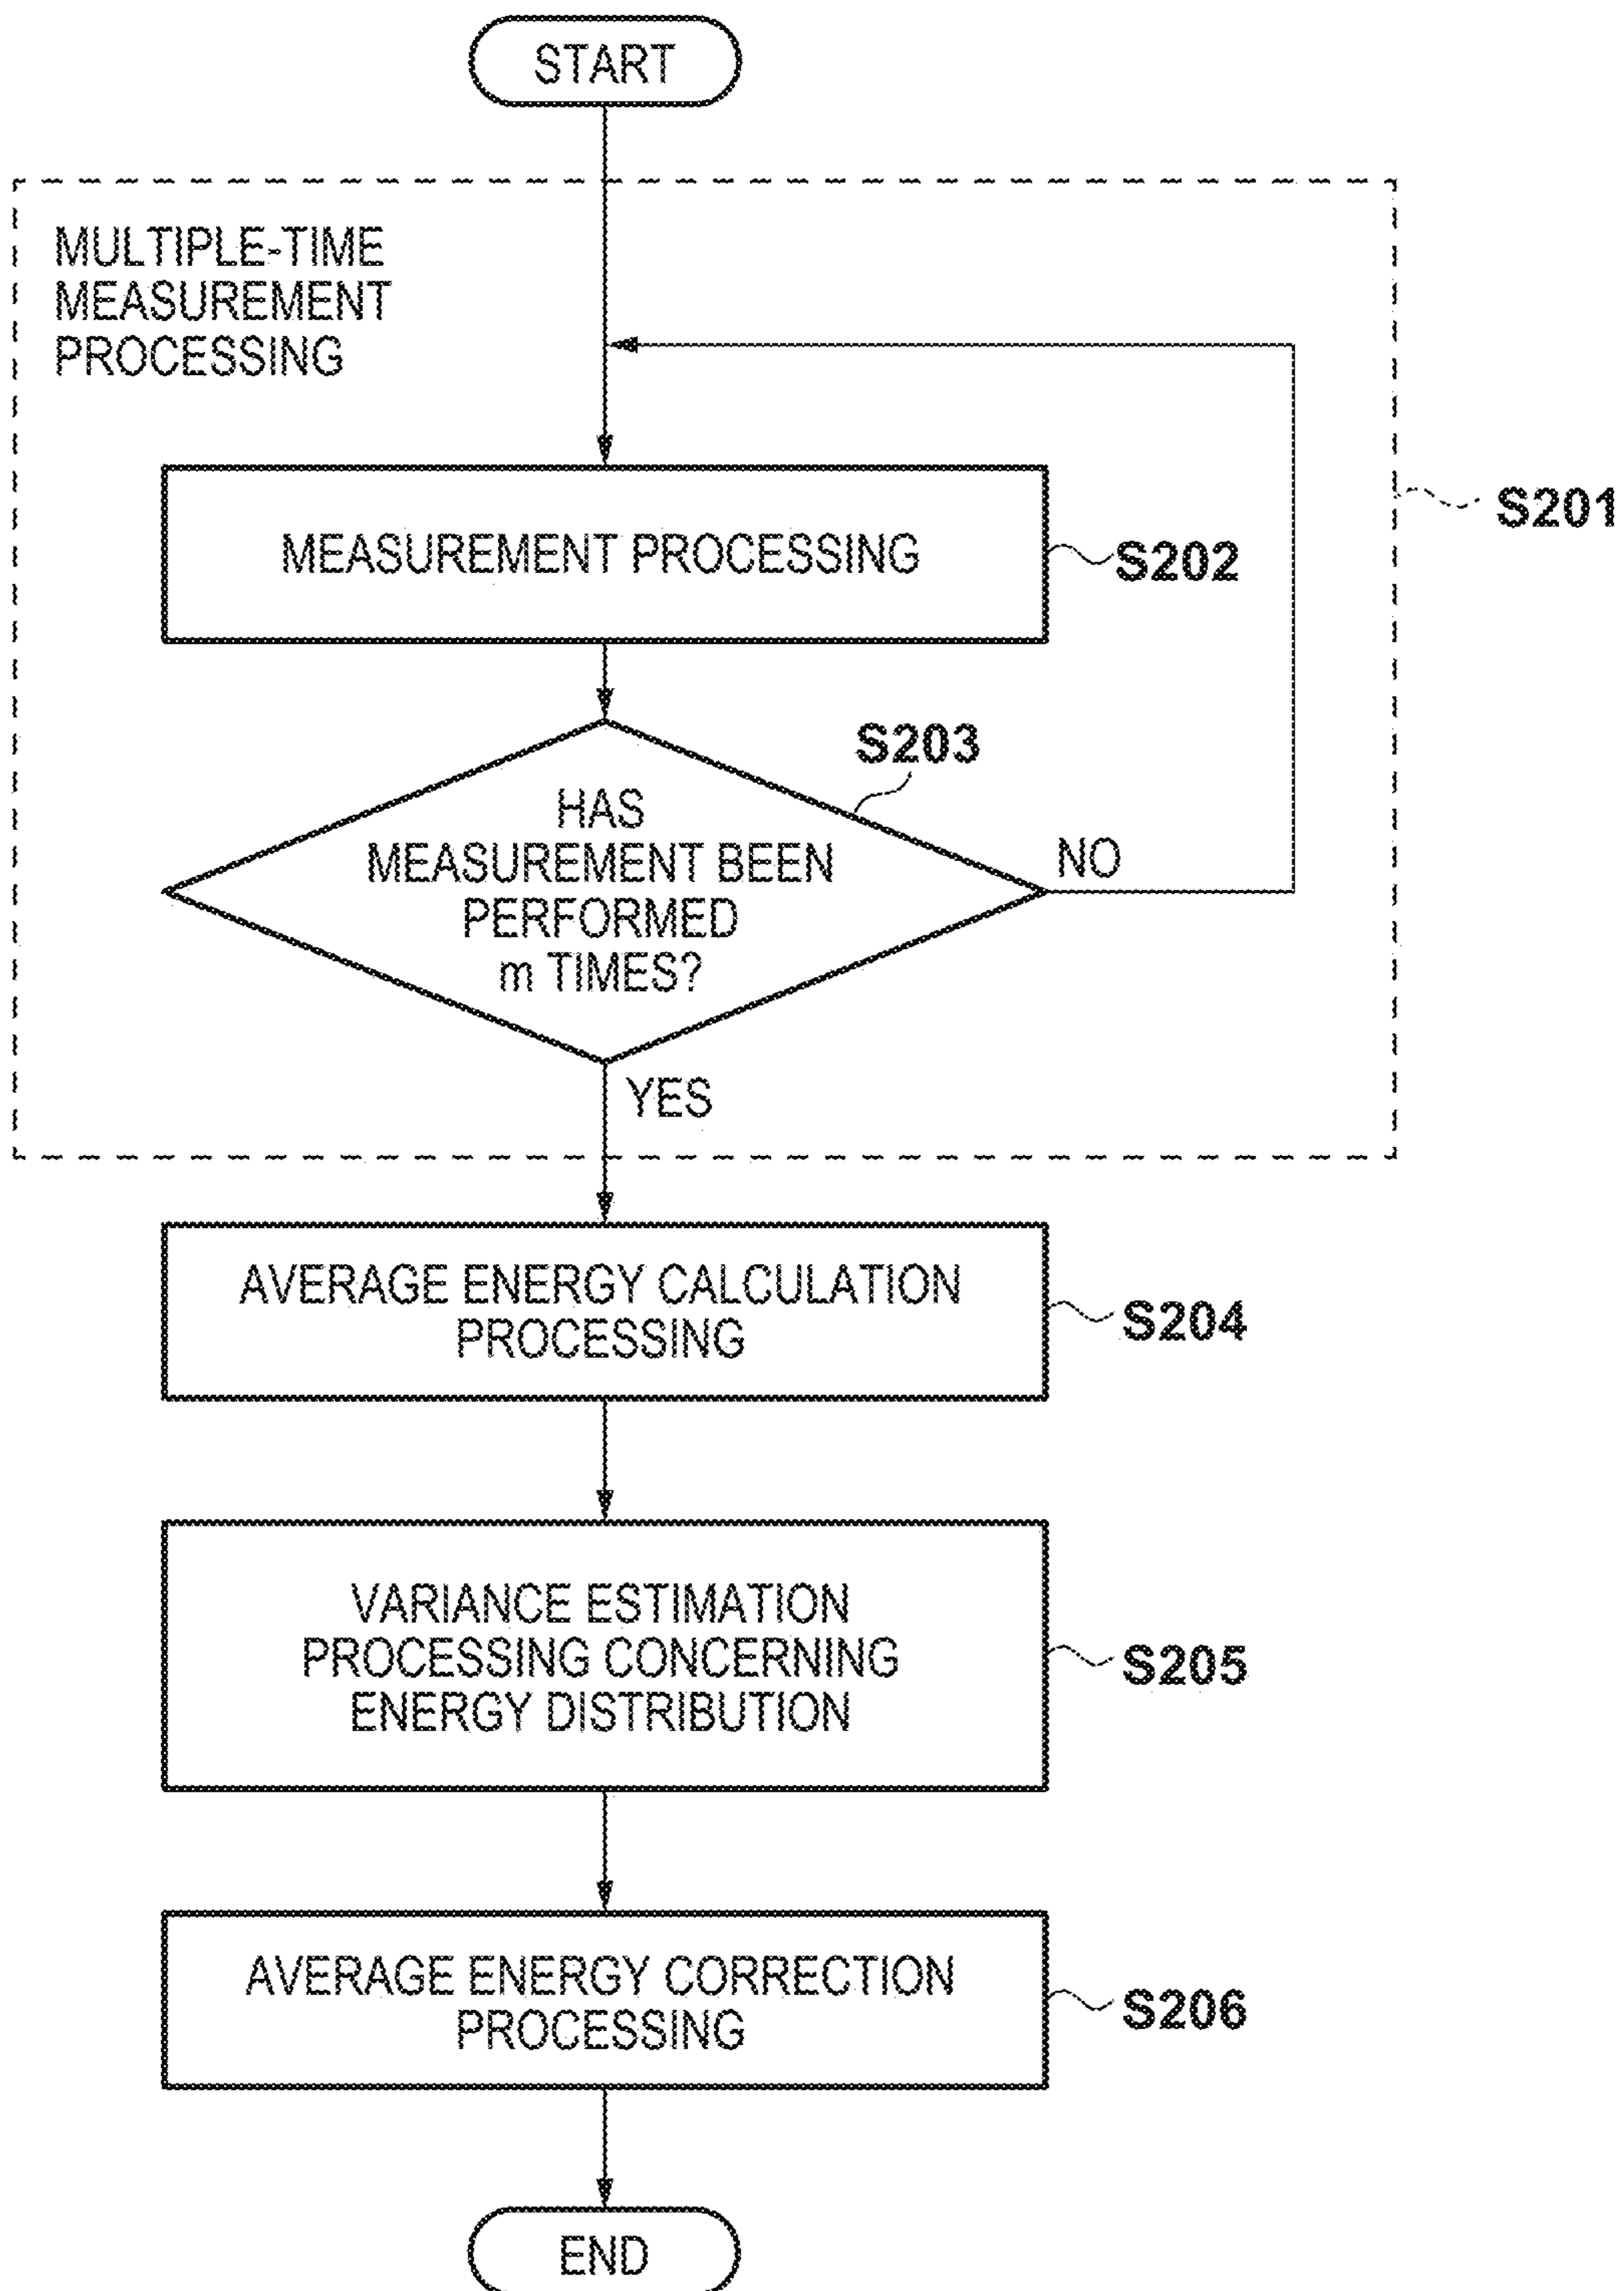 START
MULTIPLE-TIME
MEASUREMENT
PROCESSING
S201
MEASUREMENT PROCESSING
S202
S203
HAS
MEASUREMENT BEEN
PERFORMED
m TIMES?
NO
YES
AVERAGE ENERGY CALCULATION
PROCESSING
S204
VARIANCE ESTIMATION
PROCESSING CONCERNING
ENERGY DISTRIBUTION
S205
AVERAGE ENERGY CORRECTION
PROCESSING
S206
END